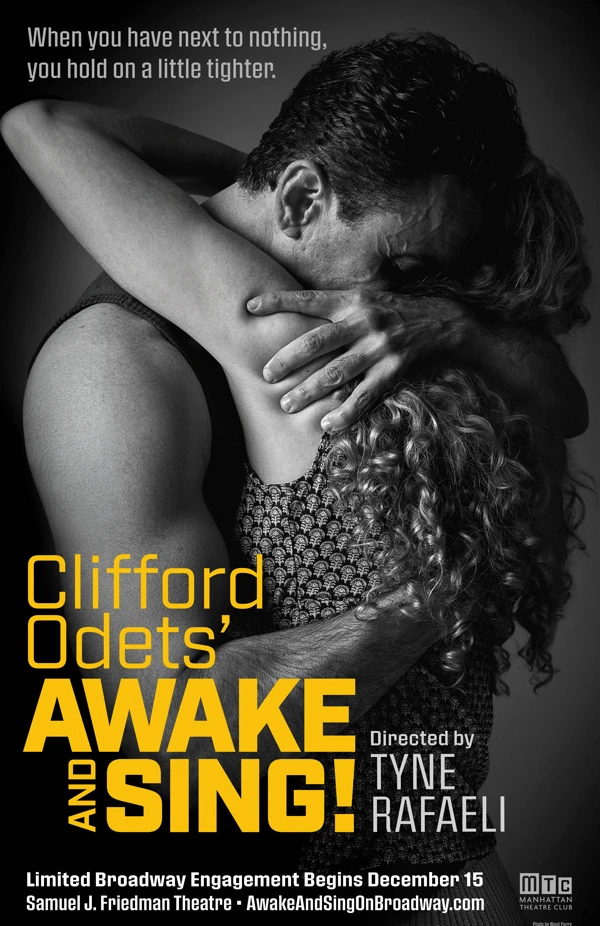 When you have next to nothing,
you hold on a little tighter.
Clifford
Odets’
AWAKE
AND SING!
Directed by
TYNE
RAFAELI
Limited Broadway Engagement Begins December 15
Samuel J. Friedman Theatre • AwakeAndSingOnBroadway.com
MTC
MANHATTAN
THEATRE CLUB